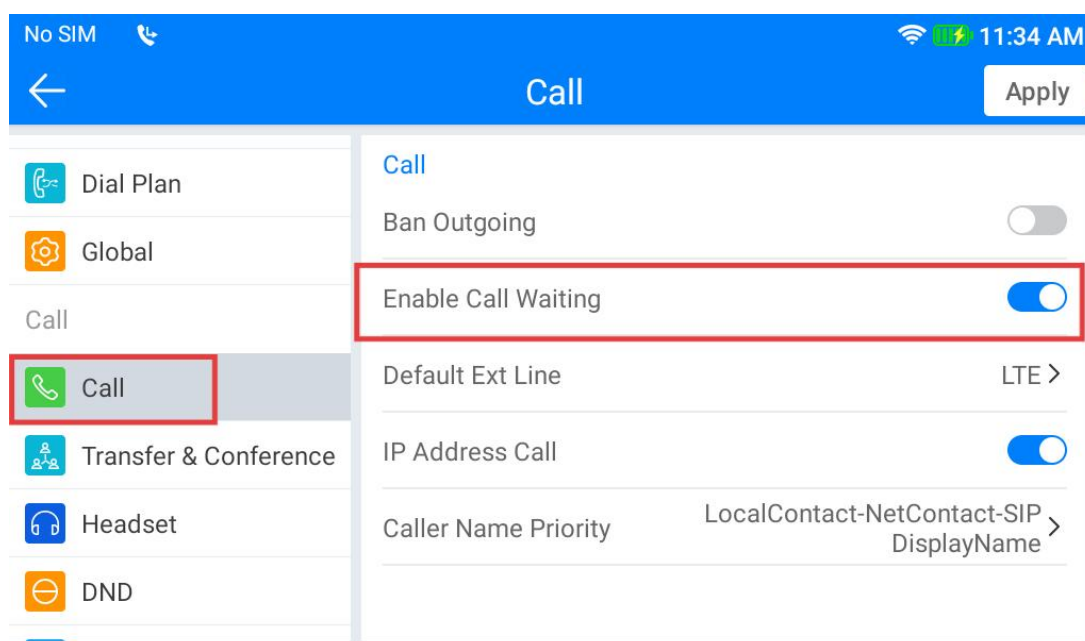 No SIM
11:34 AM
Call
Apply
Dial Plan
Global
Call
Call
Transfer & Conference
Headset
DND
Call
Ban Outgoing
Enable Call Waiting
Default Ext Line
LTE
IP Address Call
Caller Name Priority
LocalContact-NetContact-SIP
DisplayName